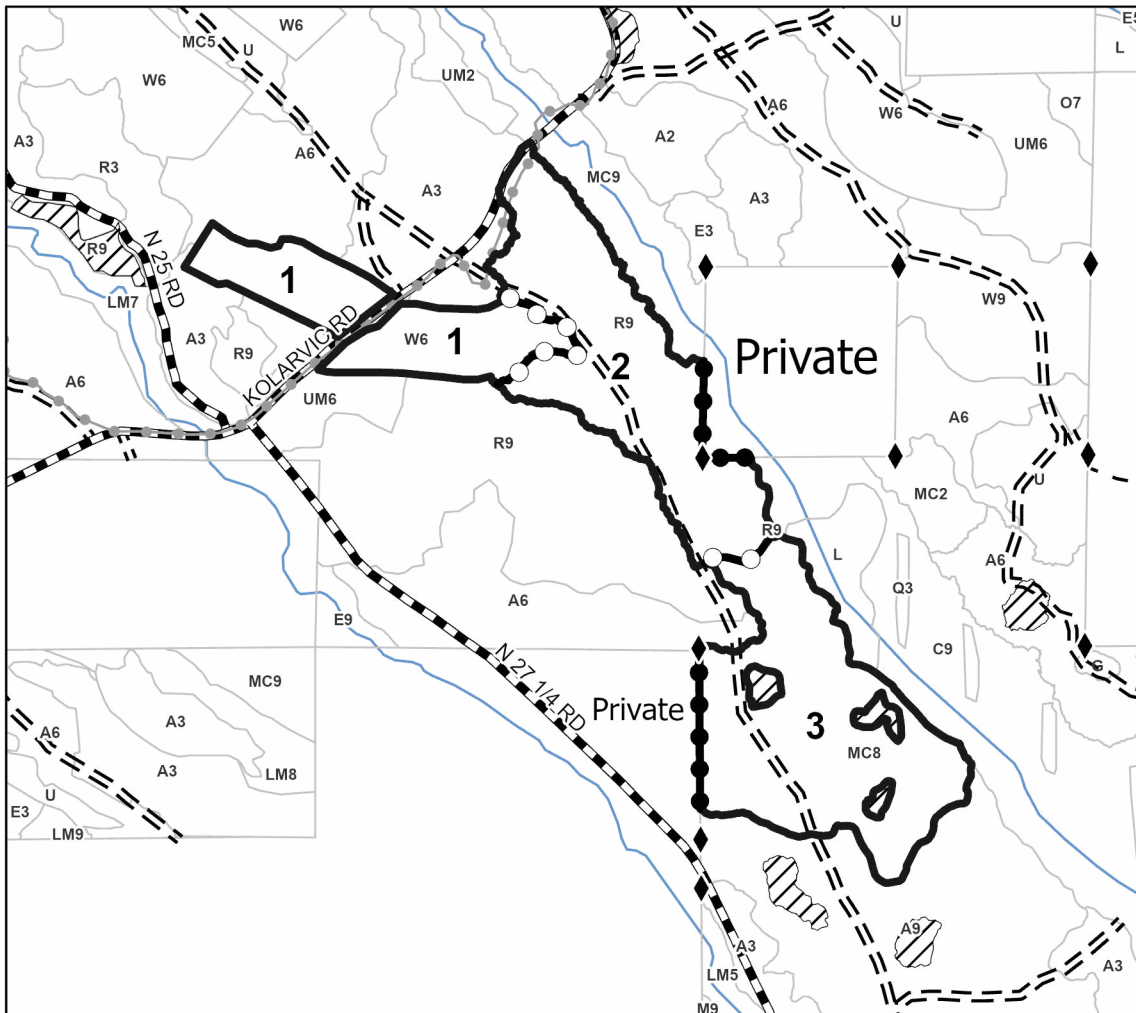 W6
U
E5
MC5
U
L
W6
UM2
O7
A6
W6
A3
A2
UM6
R3
A6
MC9
A3
A3
E3
R9
N 25 RD
1
W9
LM7
R9
A3
KOLARVIC RD
W6
1
R9
2
Private
A6
UM6
A6
R9
MC2
U
R9
L
A6
Q3
A6
E9
C9
G
N 27 1/4 RD
MC9
Private
A3
A6
3
MC8
A3
LM8
U
E3
LM9
A9
A3
LM5
A3
M9